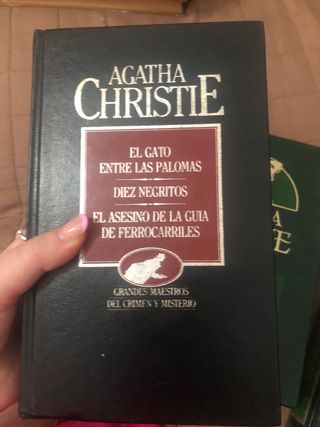 AGATHA
CHRISTIE
EL GATO
ENTRE LAS PALOMAS
DIEZ NEGRITOS
EL ASESINO DE LA GUIA
DE FERROCARRILES
GRANDES MAESTROS
DEL CRIMEN Y MISTERIO